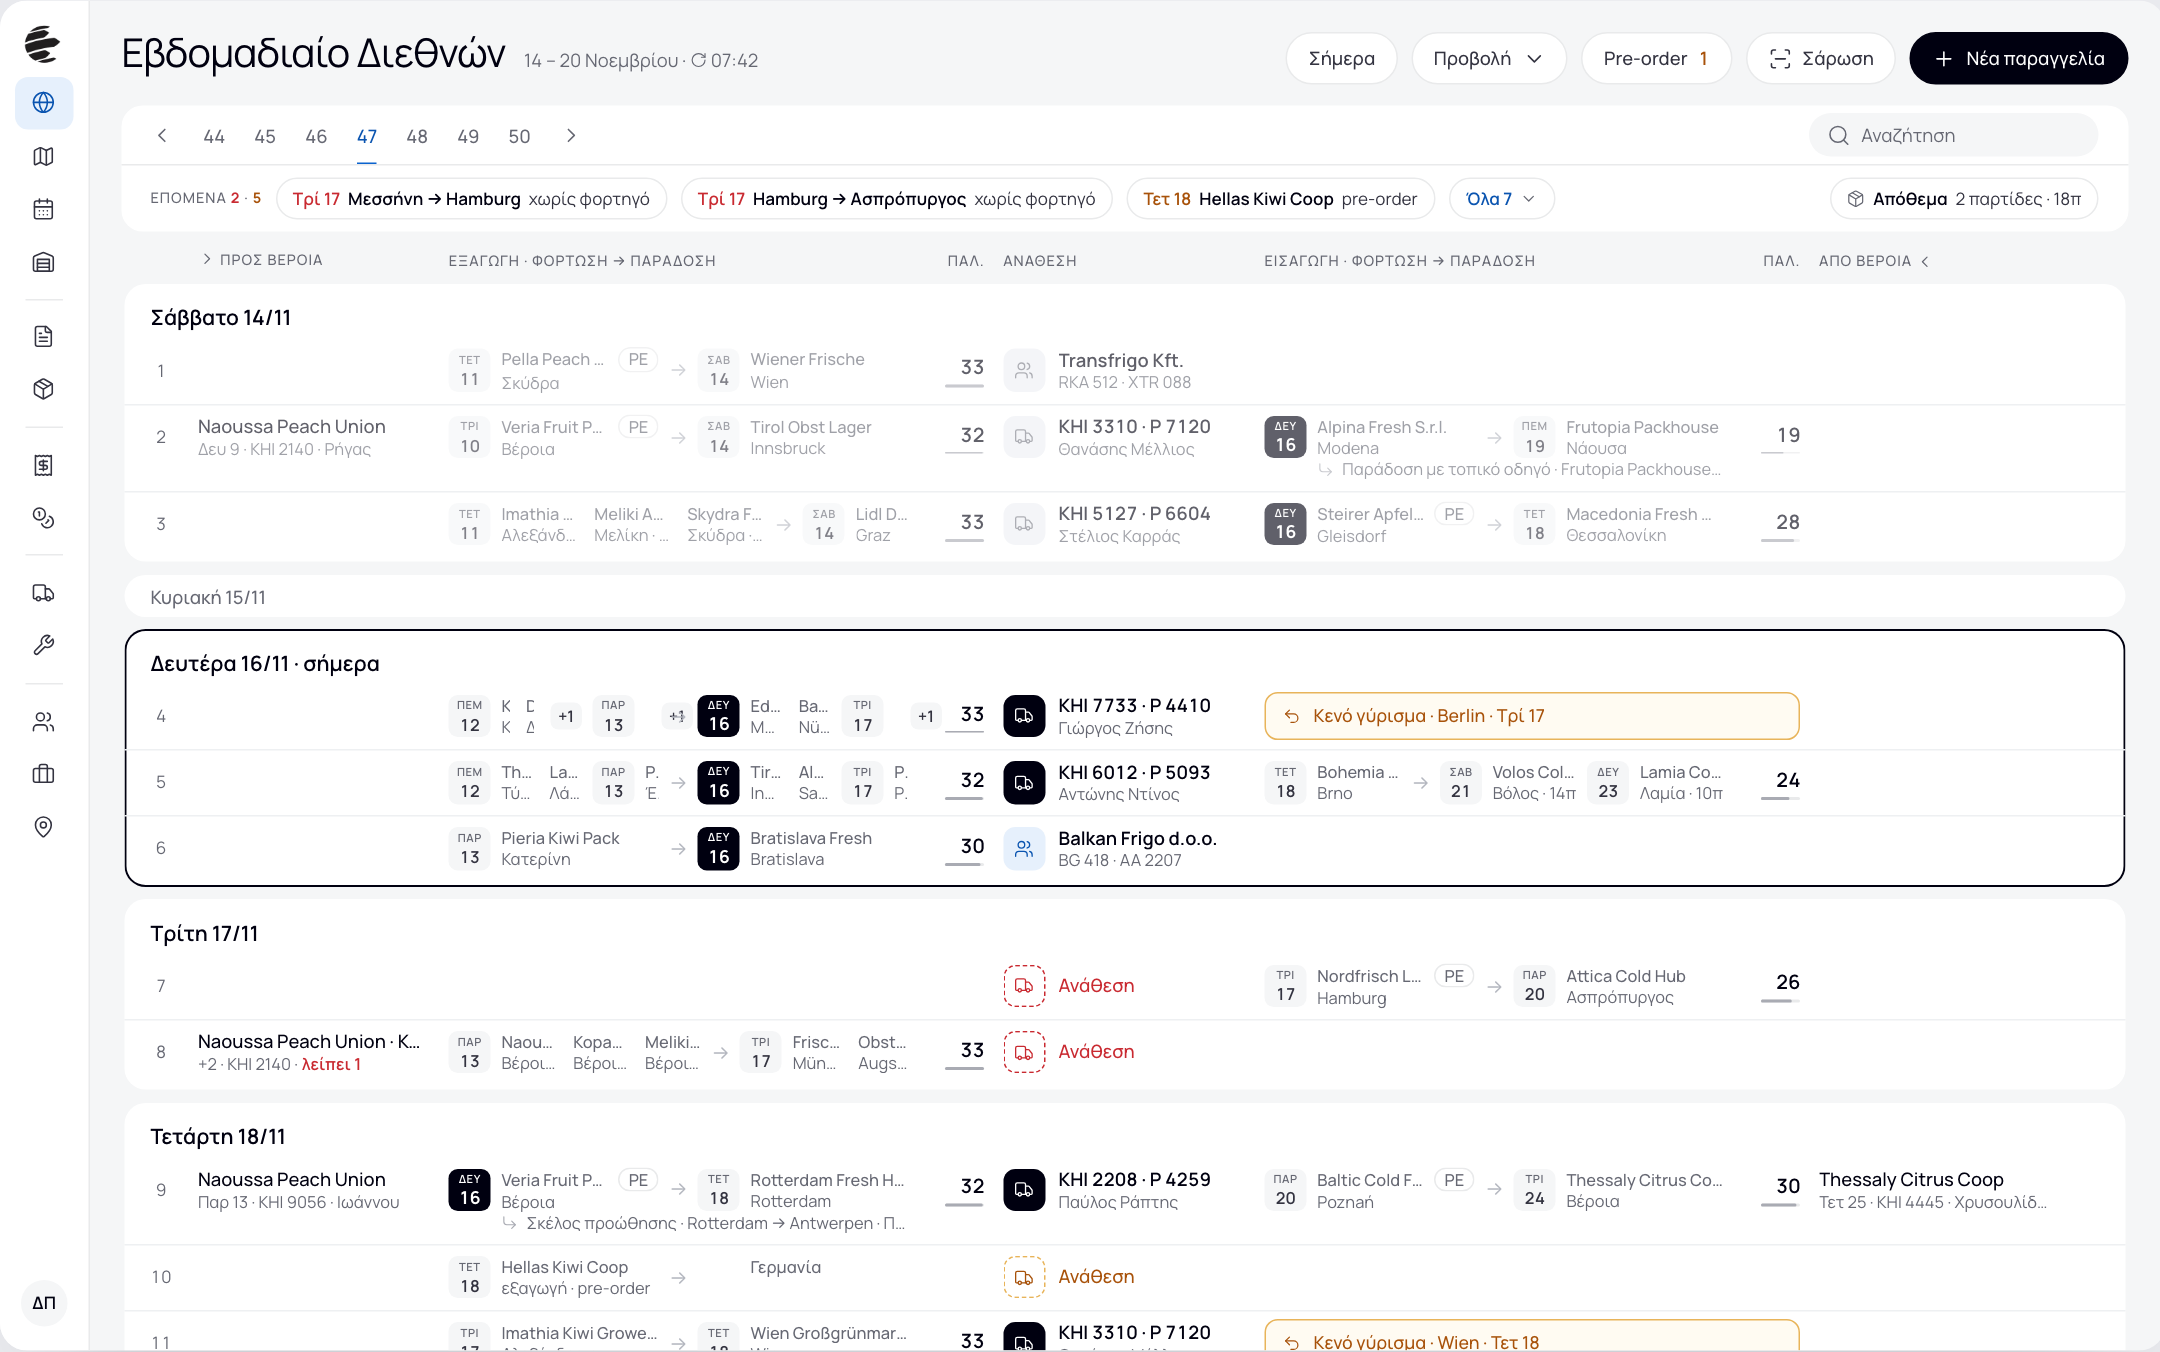 Εβδομαδιαίο Διεθνών 14 – 20 Νοεμβρίου · 07:42
Σήμερα Προβολή Pre-order 1 Σάρωση + Νέα παραγγελία
44 45 46 47 48 49 50 Αναζήτηση
ΕΠΟΜΕΝΑ 2 · 5 Τρί 17 Μεσσήνη → Hamburg χωρίς φορτηγό Τρί 17 Hamburg → Ασπρόπυργος χωρίς φορτηγό Τετ 18 Hellas Kiwi Coop pre-order Όλα 7 Απόθεμα 2 παρτίδες · 18π
ΠΡΟΣ ΒΕΡΟΙΑ ΕΞΑΓΩΓΗ · ΦΟΡΤΩΣΗ → ΠΑΡΑΔΟΣΗ ΠΑΛ. ΑΝΑΘΕΣΗ ΕΙΣΑΓΩΓΗ · ΦΟΡΤΩΣΗ → ΠΑΡΑΔΟΣΗ ΠΑΛ. ΑΠΟ ΒΕΡΟΙΑ
Σάββατο 14/11
1 ΤΕΤ 11 Pella Peach ... PE → ΣΑΒ 14 Wiener Frische 33 Transfrigo Kft.
Σκύδρα Wien RKA 512 · XTR 088
2 Naoussa Peach Union ΤΡΙ 10 Veria Fruit P... PE → ΣΑΒ 14 Tirol Obst Lager 32 ΚΗΙ 3310 · Ρ 7120 ΔΕΥ 16 Alpina Fresh S.r.l. → ΠΕΜ 19 Frutopia Packhouse 19
Δευ 9 · ΚΗΙ 2140 · Ρήγας Βέροια Innsbruck Θανάσης Μέλλιος Modena Νάουσα
Παράδοση με τοπικό οδηγό · Frutopia Packhouse...
3 ΤΕΤ 11 Imathia ... Meliki A... Skydra F... → ΣΑΒ 14 Lidl D... 33 ΚΗΙ 5127 · Ρ 6604 ΔΕΥ 16 Steirer Apfel... PE → ΤΕΤ 18 Macedonia Fresh ... 28
Αλεξάνδ... Μελίκη · ... Σκύδρα ·... Graz Στέλιος Καρράς Gleisdorf Θεσσαλονίκη
Κυριακή 15/11
Δευτέρα 16/11 · σήμερα
4 ΠΕΜ 12 K D +1 ΠΑΡ 13 +1 ΔΕΥ 16 Ed... Ba... ΤΡΙ 17 +1 33 ΚΗΙ 7733 · Ρ 4410 Κενό γύρισμα · Berlin · Τρί 17
Κ Δ M... Nü... Γιώργος Ζήσης
5 ΠΕΜ 12 Th... La... ΠΑΡ 13 P. → ΔΕΥ 16 Tir... Al... ΤΡΙ 17 P. 32 ΚΗΙ 6012 · Ρ 5093 ΤΕΤ 18 Bohemia ... → ΣΑΒ 21 Volos Col... ΔΕΥ 23 Lamia Co... 24
Τύ... Λά... Έ. In... Sa... P. Αντώνης Ντίνος Brno Βόλος · 14π Λαμία · 10π
6 ΠΑΡ 13 Pieria Kiwi Pack → ΔΕΥ 16 Bratislava Fresh 30 Balkan Frigo d.o.o.
Κατερίνη Bratislava BG 418 · AA 2207
Τρίτη 17/11
7 Ανάθεση ΤΡΙ 17 Nordfrisch L... PE → ΠΑΡ 20 Attica Cold Hub 26
Hamburg Ασπρόπυργος
8 Naoussa Peach Union · K... ΠΑΡ 13 Naou... Kopa... Meliki... → ΤΡΙ 17 Frisc... Obst... 33 Ανάθεση
+2 · ΚΗΙ 2140 · λείπει 1 Βέροι... Βέροι... Βέροι... Mün... Augs...
Τετάρτη 18/11
9 Naoussa Peach Union ΔΕΥ 16 Veria Fruit P... PE → ΤΕΤ 18 Rotterdam Fresh H... 32 ΚΗΙ 2208 · Ρ 4259 ΠΑΡ 20 Baltic Cold F... PE → ΤΡΙ 24 Thessaly Citrus Co... 30 Thessaly Citrus Coop
Παρ 13 · ΚΗΙ 9056 · Ιωάννου Βέροια Rotterdam Παύλος Ράπτης Poznań Βέροια Τετ 25 · ΚΗΙ 4445 · Χρυσουλίδ...
Σκέλος προώθησης · Rotterdam → Antwerpen · Π...
10 ΤΕΤ 18 Hellas Kiwi Coop → Γερμανία Ανάθεση
εξαγωγή · pre-order
11 ΤΡΙ 17 Imathia Kiwi Growe... → ΤΕΤ 18 Wien Großgrünmar... 33 ΚΗΙ 3310 · Ρ 7120 Κενό γύρισμα · Wien · Τετ 18
ΔΠ